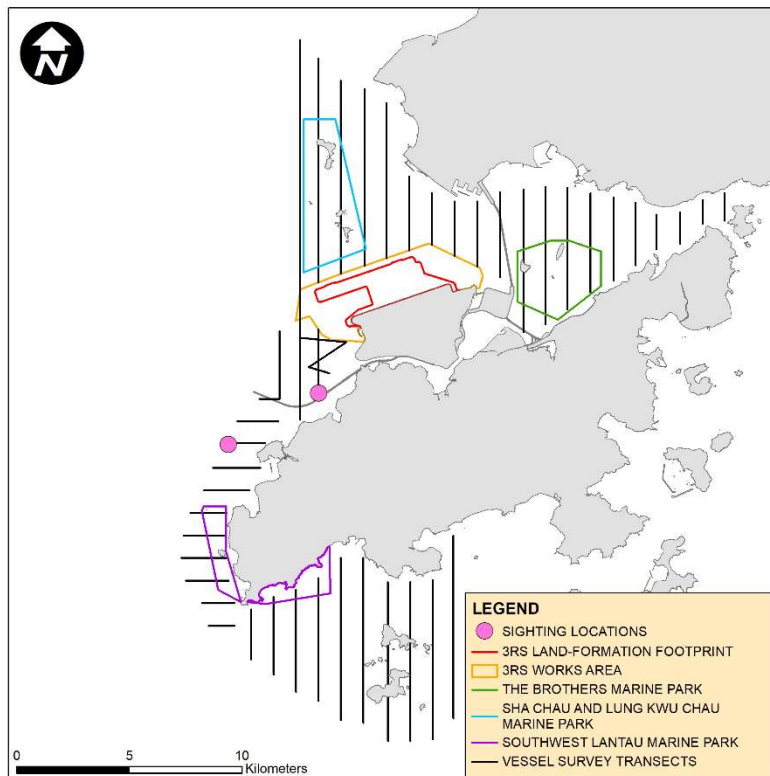 N
LEGEND
SIGHTING LOCATIONS
3RS LAND-FORMATION FOOTPRINT
3RS WORKS AREA
THE BROTHERS MARINE PARK
SHA CHAU AND LUNG KWU CHAU
MARINE PARK
SOUTHWEST LANTAU MARINE PARK
VESSEL SURVEY TRANSECTS
0 5 10
Kilometers